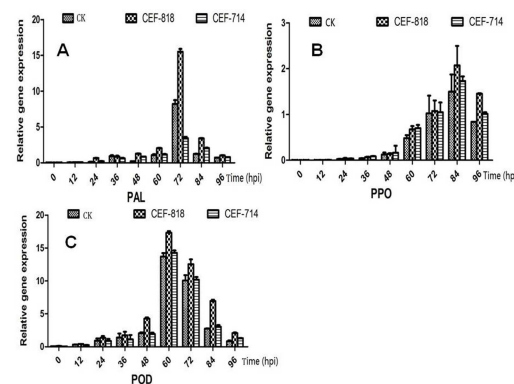 CK CEF-818 CEF-714
A
Relative gene expression
20
15
10
5
0
0 12 24 36 48 60 72 84 96 Time (hpi)
PAL
CK CEF-818 CEF-714
B
Relative gene expression
3
2
1
0
0 12 24 36 48 60 72 84 96 Time (hpi)
PPO
CK CEF-818 CEF-714
C
Relative gene expression
20
15
10
5
0
0 12 24 36 48 60 72 84 96 Time (hpi)
POD